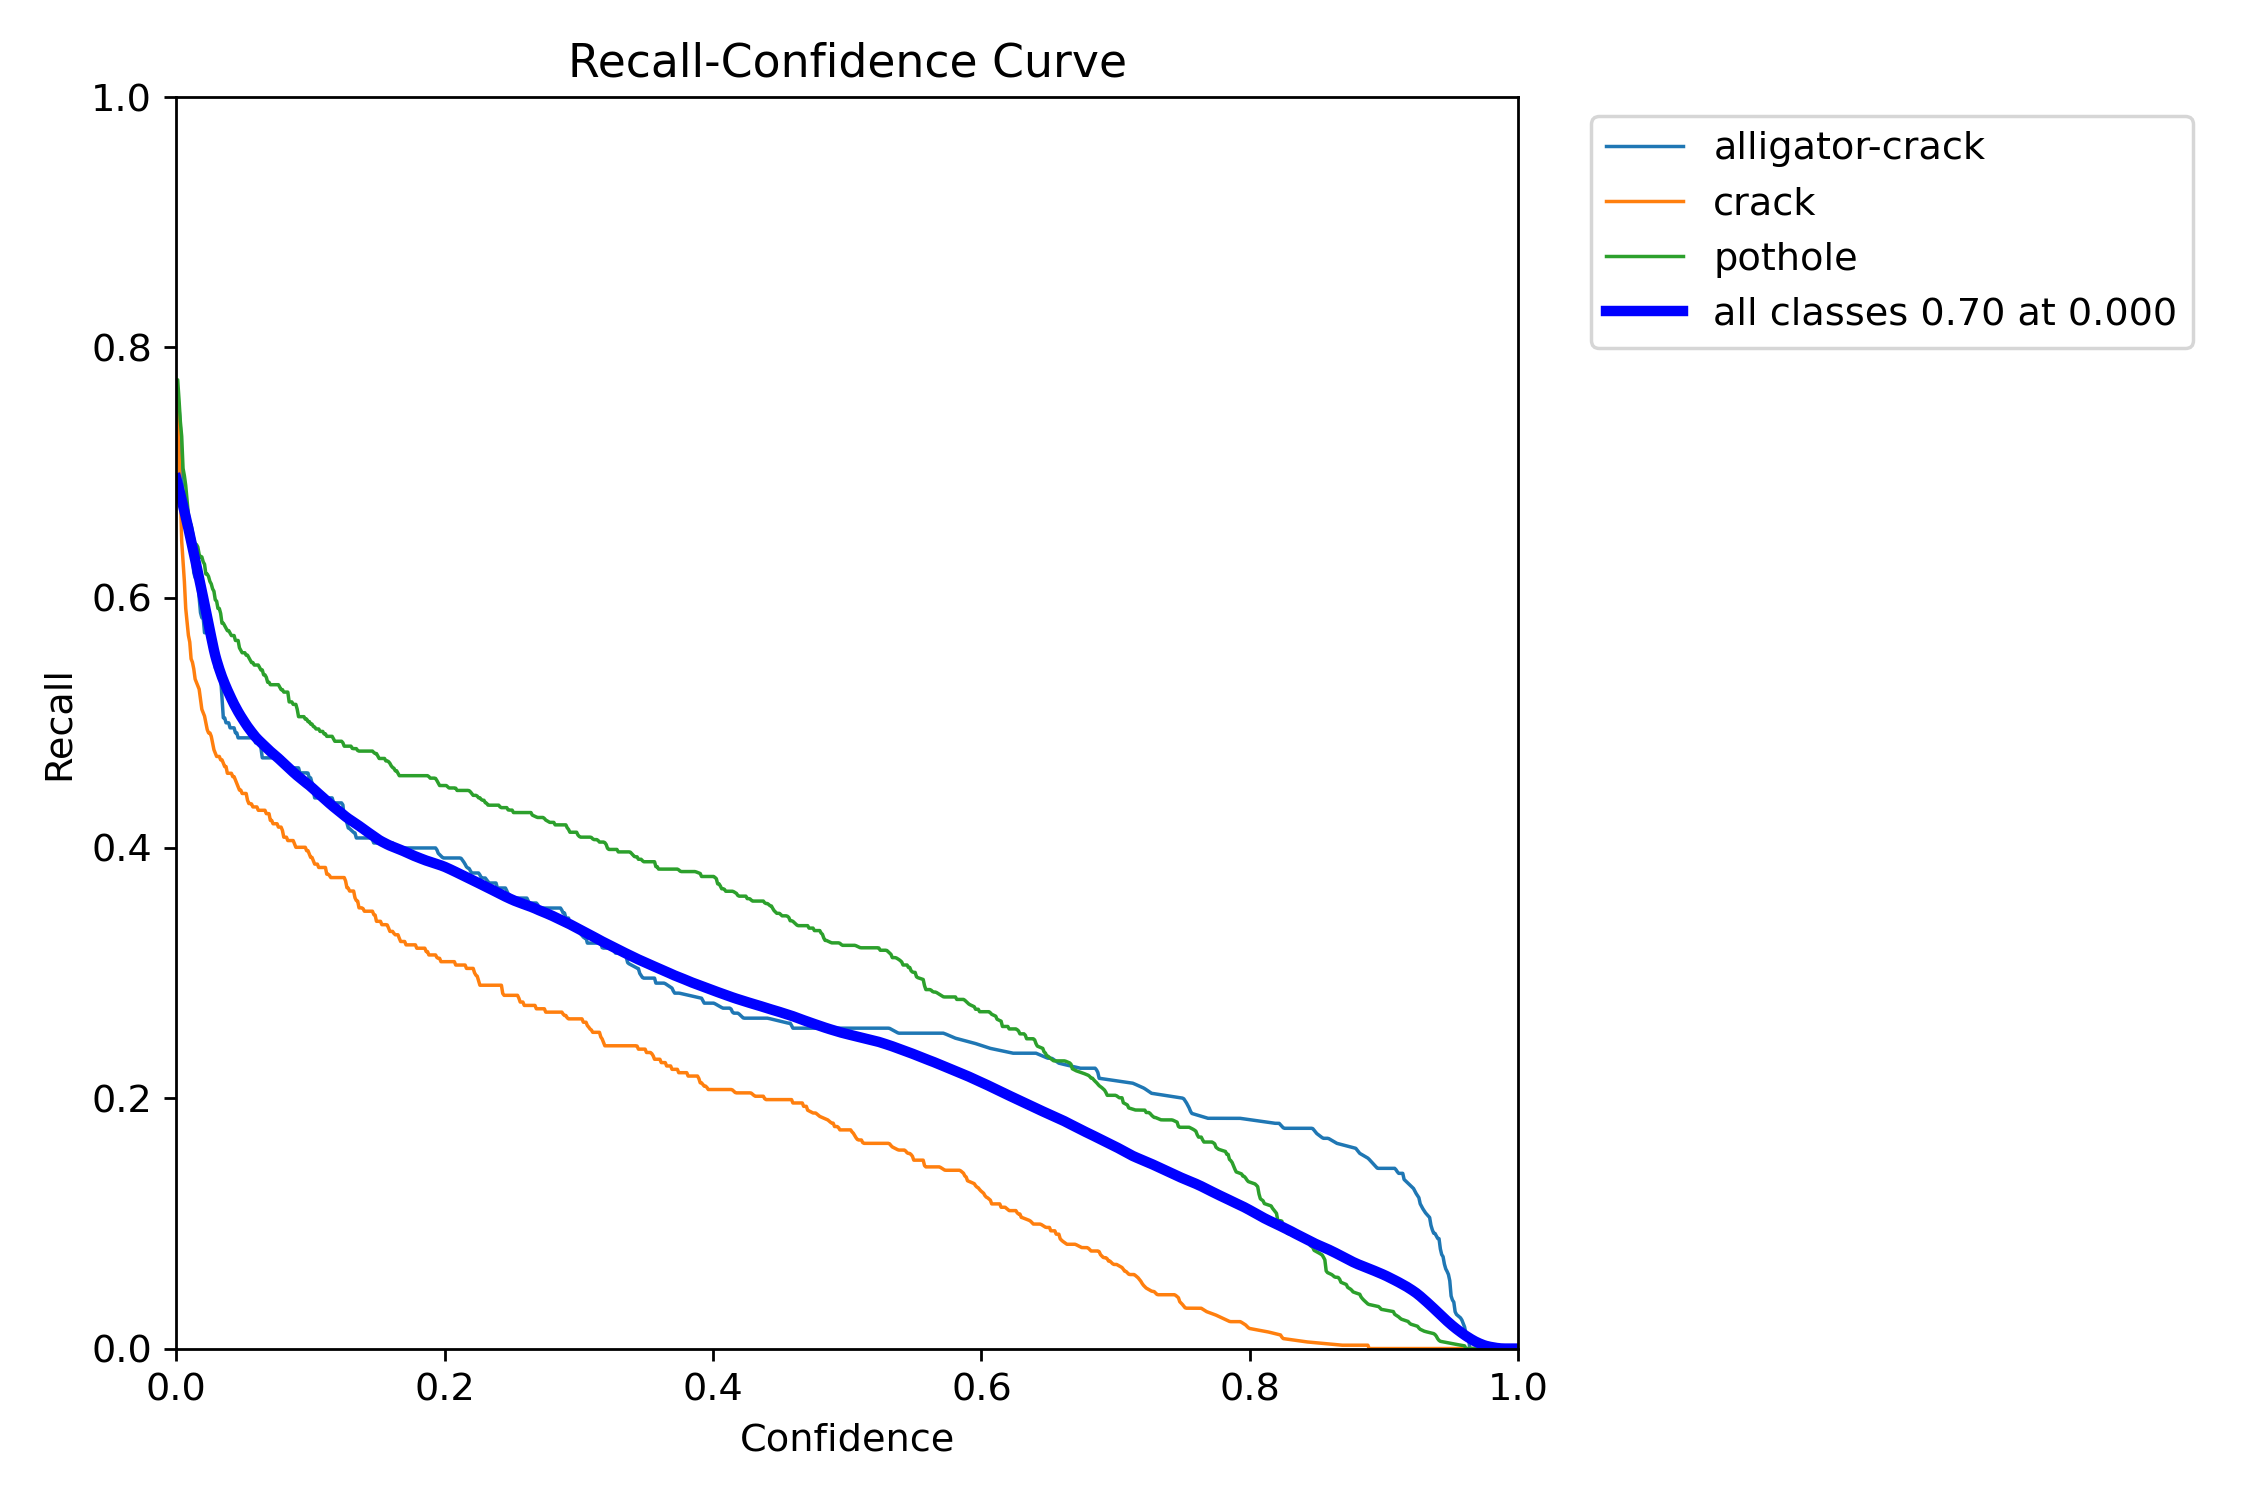 Recall-Confidence Curve
1.0
0.8
0.6
0.4
0.2
0.0
Recall
0.0 0.2 0.4 0.6 0.8 1.0
Confidence
alligator-crack
crack
pothole
all classes 0.70 at 0.000